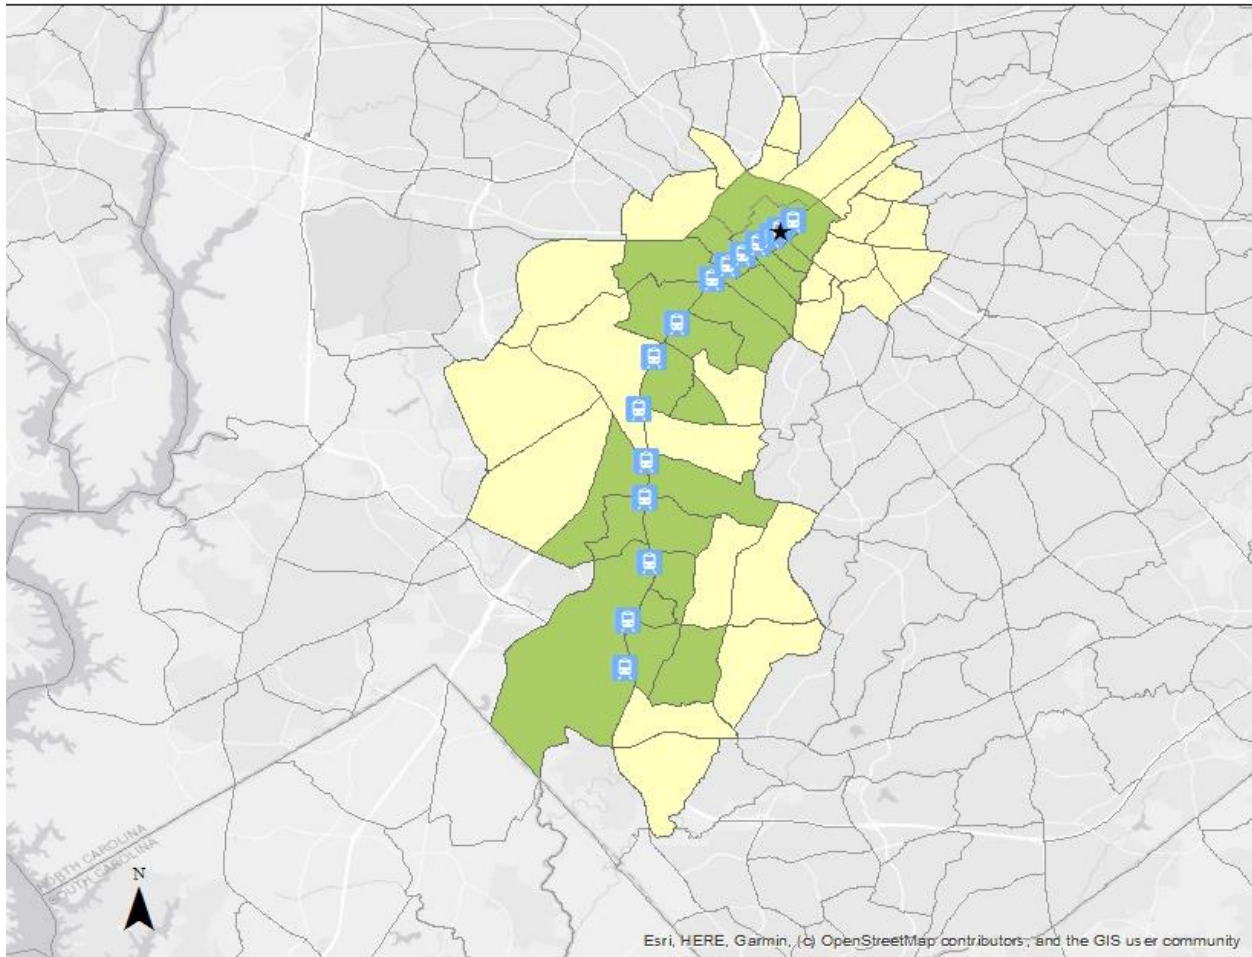 NORTH CAROLINA
SOUTH CAROLINA
N
Esri, HERE, Garmin, (c) OpenStreetMap contributors, and the GIS user community